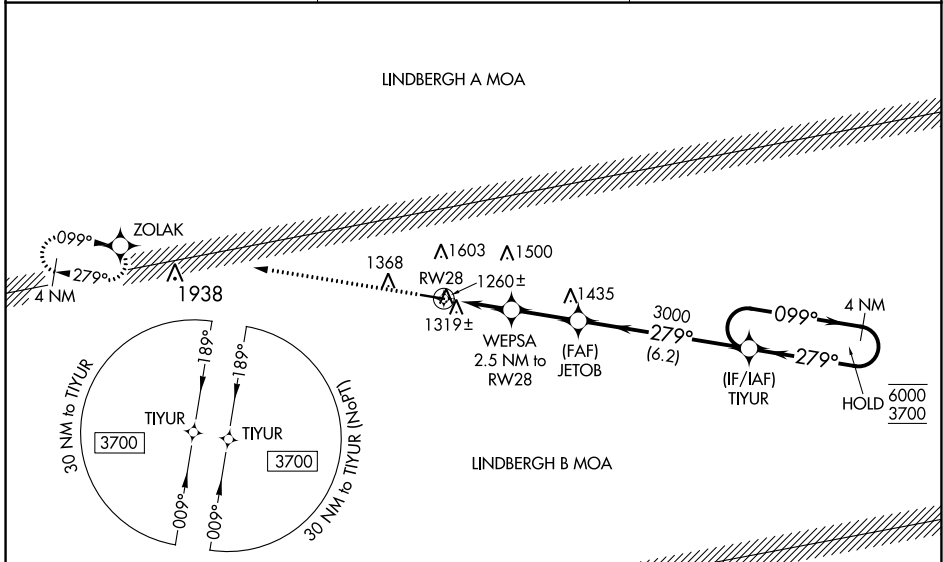 LINDBERGH A MOA
ZOLAK
099°
279°
4 NM
1938
1368
1603
1500
RW28
1260±
1319±
1435
WEPSA
2.5 NM to
RW28
(FAF)
JETOB
3000
279°
(6.2)
(IF/IAF)
TIYUR
099°
279°
4 NM
HOLD
6000
3700
30 NM to TIYUR
3700
TIYUR
189°
009°
189°
TIYUR
3700
009°
30 NM to TIYUR (NoPT)
LINDBERGH B MOA